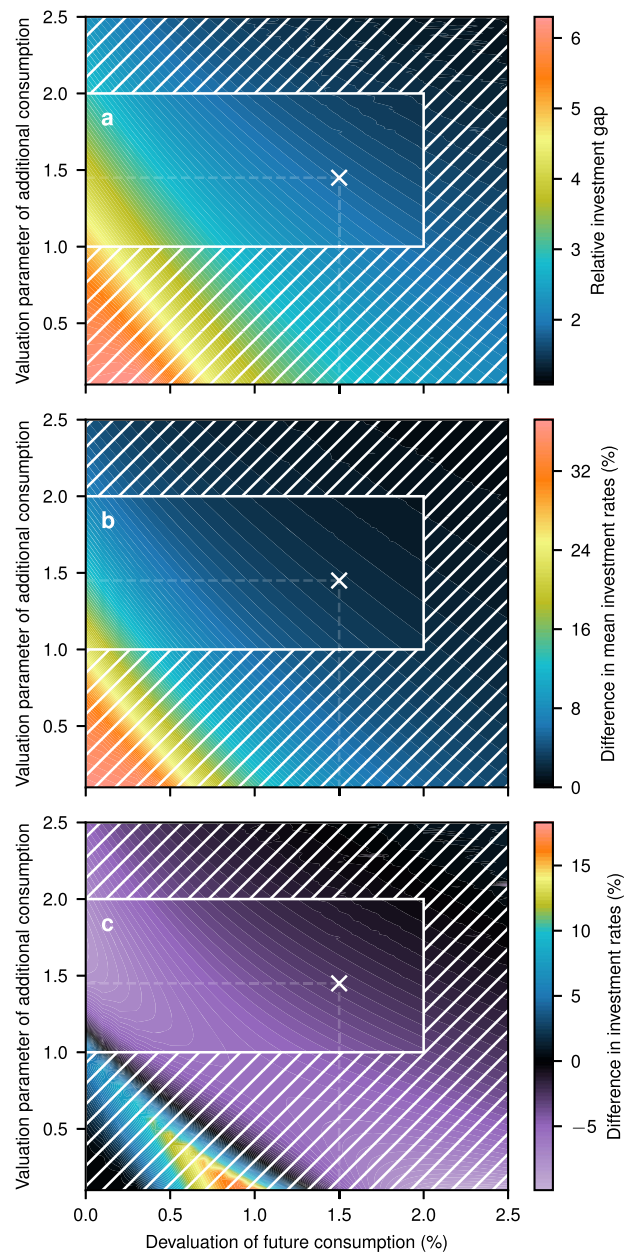 2.5
2.0
1.5
1.0
0.5
Valuation parameter of additional consumption
a
6
5
4
3
2
Relative investment gap
2.5
2.0
1.5
1.0
0.5
Valuation parameter of additional consumption
b
32
24
16
8
0
Difference in mean investment rates (%)
2.5
2.0
1.5
1.0
0.5
Valuation parameter of additional consumption
c
15
10
5
0
−5
Difference in investment rates (%)
0.0 0.5 1.0 1.5 2.0 2.5
Devaluation of future consumption (%)